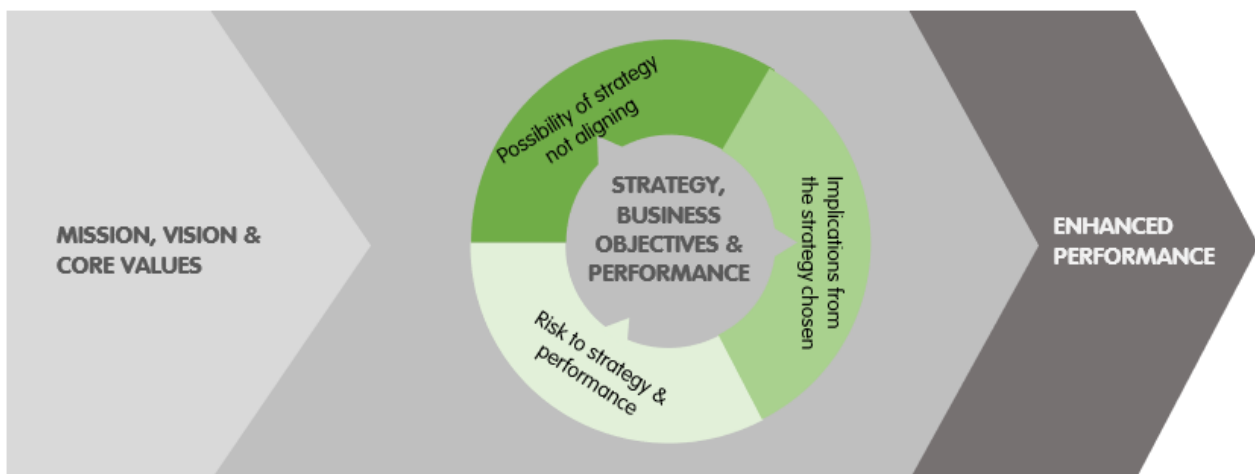 MISSION, VISION &
CORE VALUES
Possibility of strategy
not aligning
STRATEGY,
BUSINESS
OBJECTIVES &
PERFORMANCE
Implications from
the strategy chosen
Risk to strategy &
performance
ENHANCED
PERFORMANCE